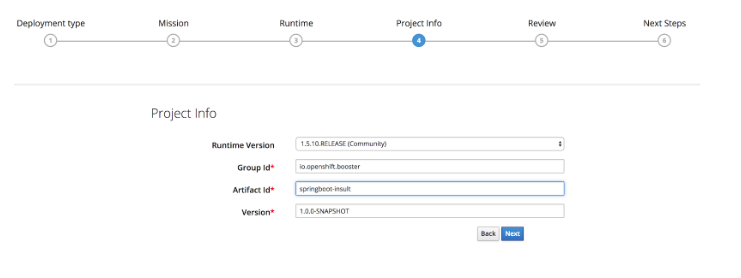 Deployment type Mission Runtime Project Info Review Next Steps
1 2 3 4 5 6
Project Info
Runtime Version 1.5.10.RELEASE (Community)
Group Id* io.openshift.booster
Artifact Id* springboot-insult
Version* 1.0.0-SNAPSHOT
Back Next